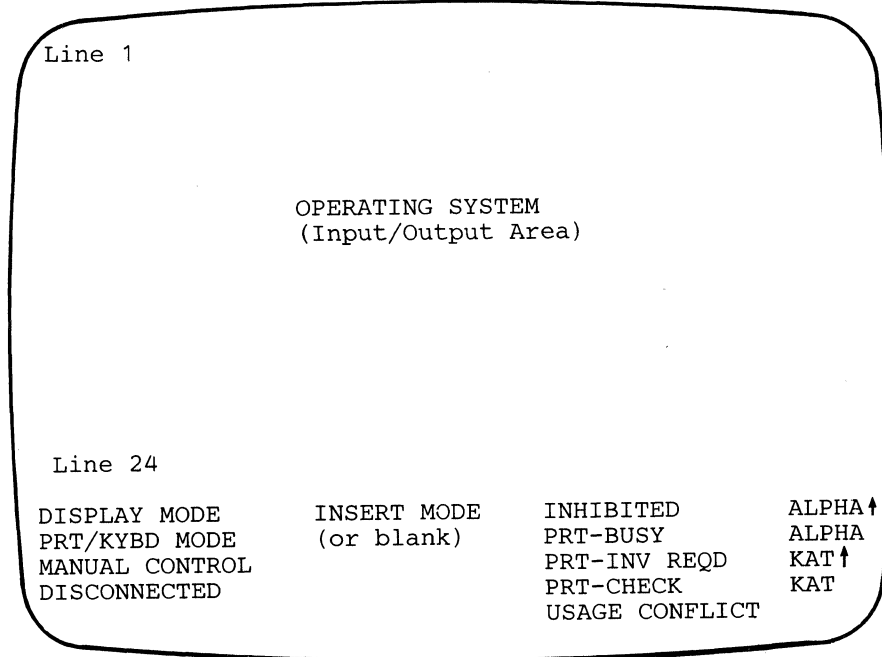 Line 1
OPERATING SYSTEM
(Input/Output Area)
Line 24
DISPLAY MODE INSERT MODE INHIBITED ALPHA↑
PRT/KYBD MODE (or blank) PRT-BUSY ALPHA
MANUAL CONTROL PRT-INV REQD KAT↑
DISCONNECTED PRT-CHECK KAT
USAGE CONFLICT